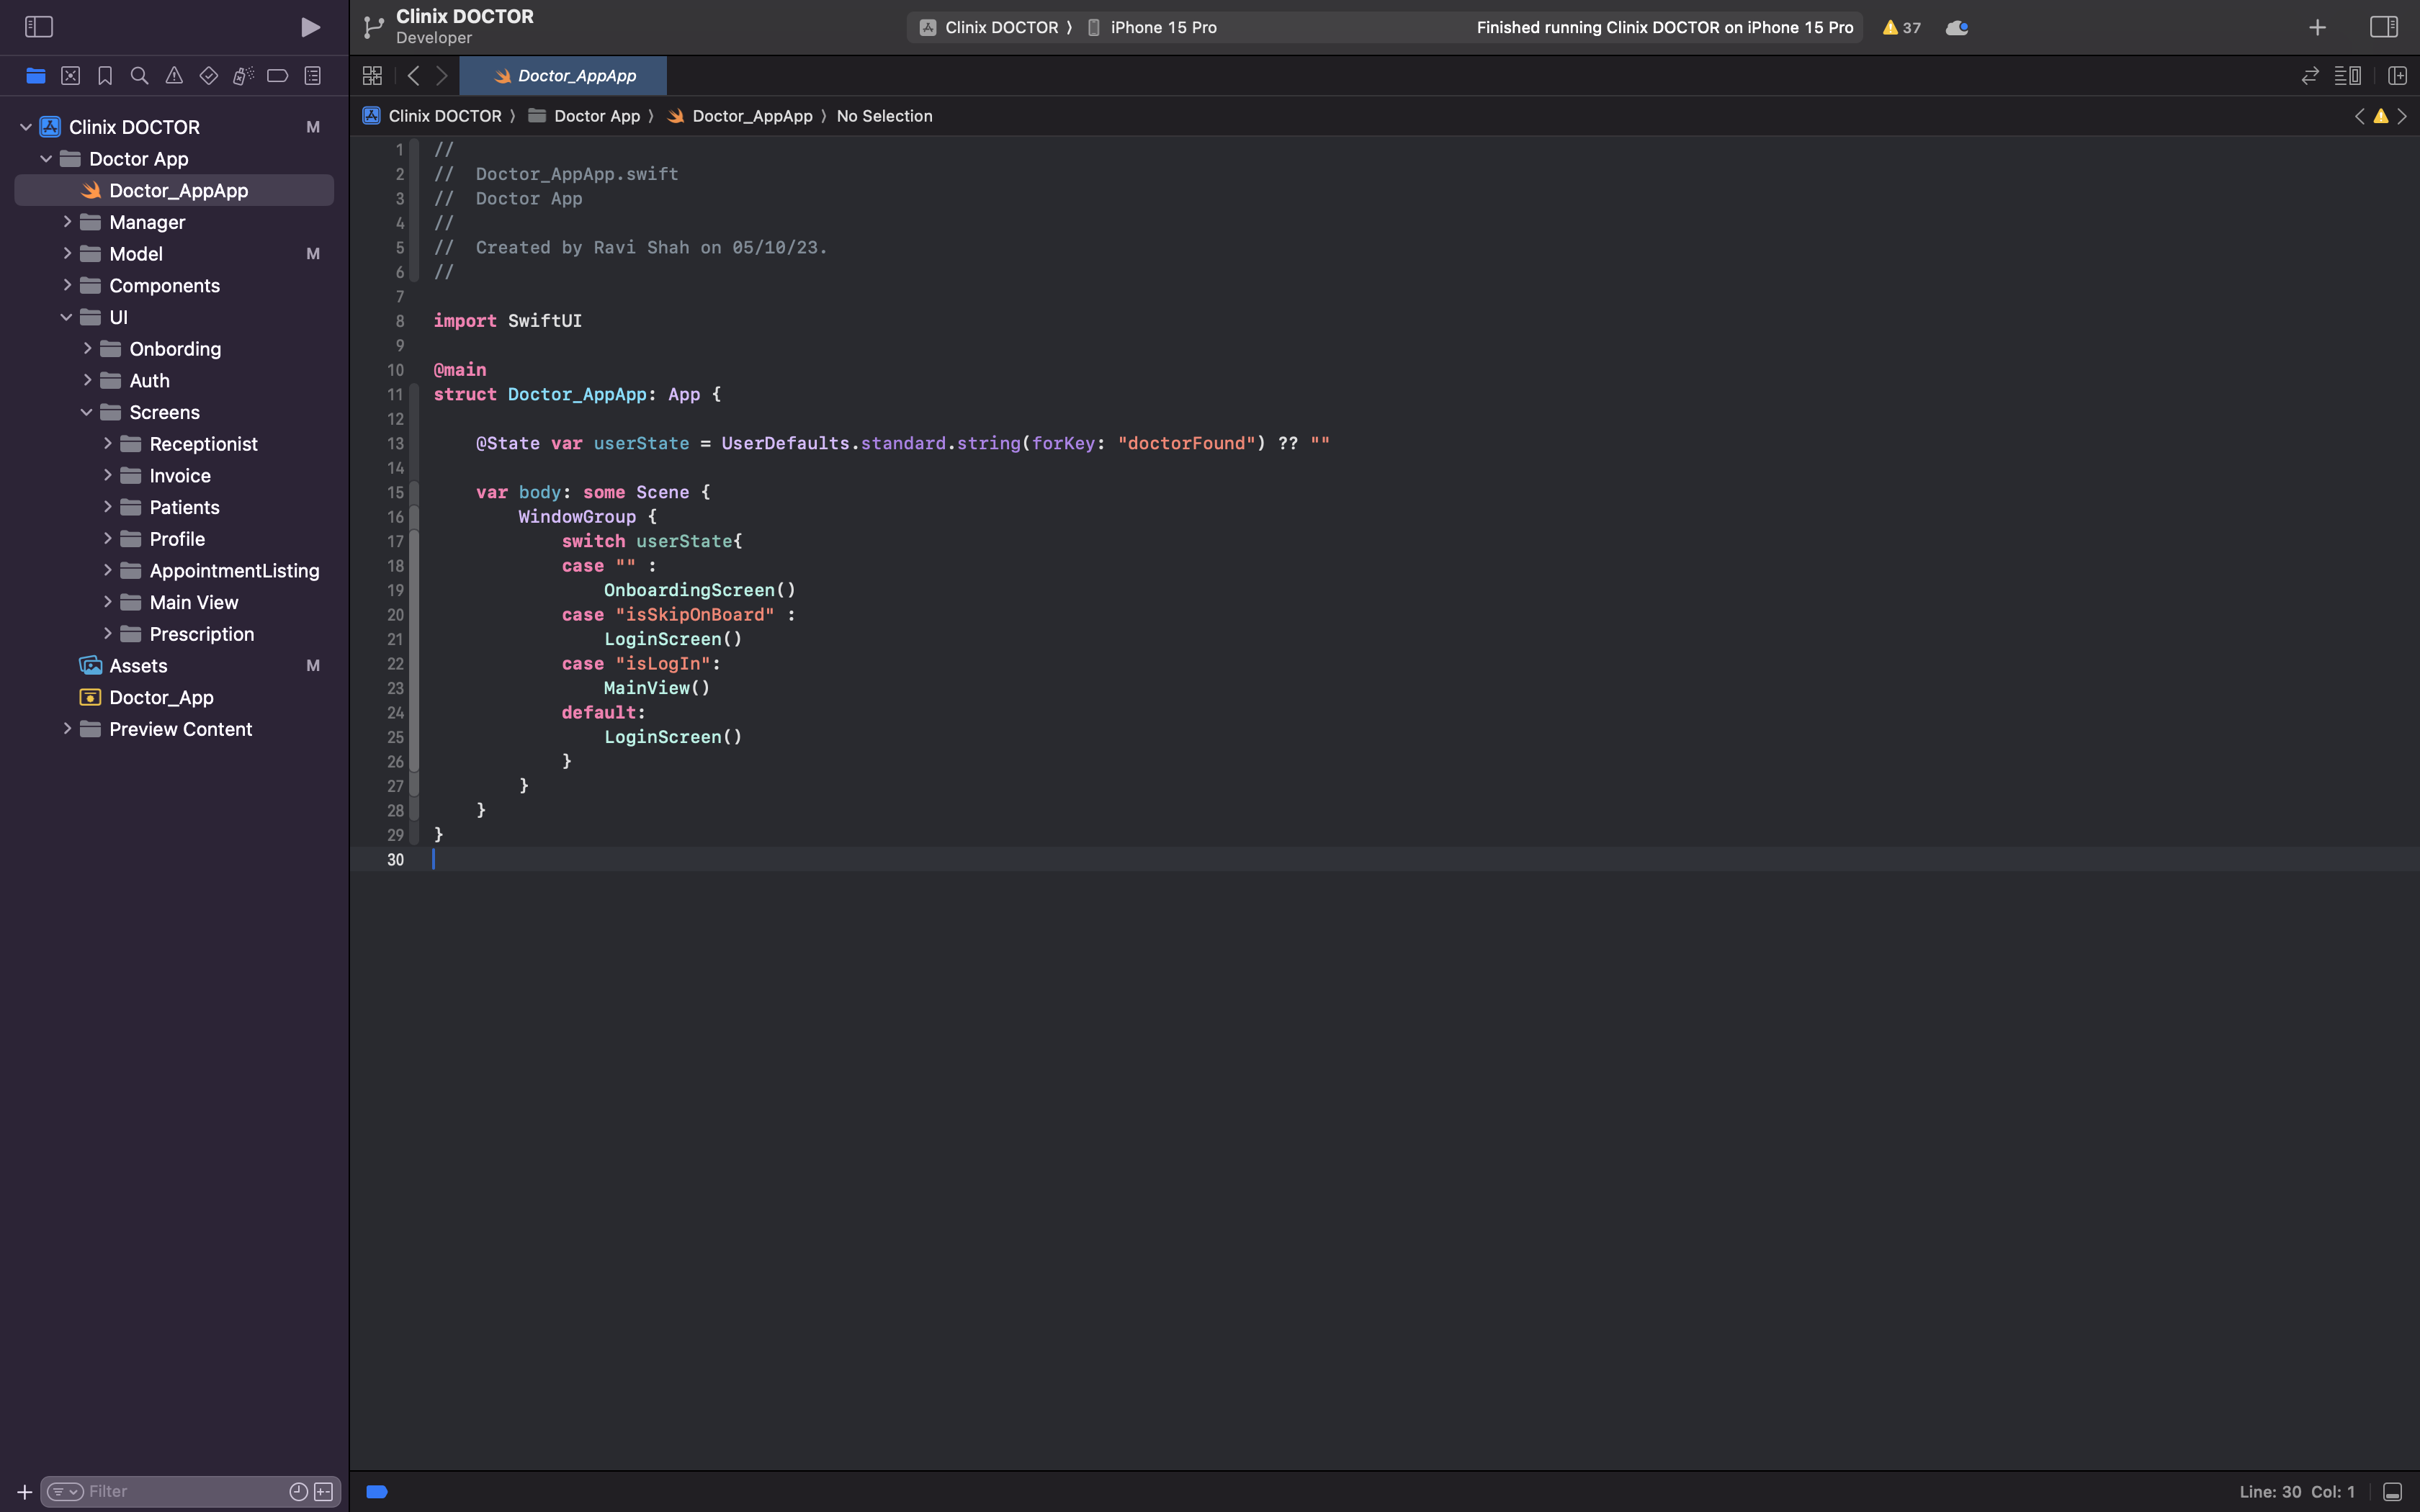 Clinix DOCTOR
Developer
Clinix DOCTOR ⟩ iPhone 15 Pro
Finished running Clinix DOCTOR on iPhone 15 Pro
37
Doctor_AppApp
Clinix DOCTOR ⟩ Doctor App ⟩ Doctor_AppApp ⟩ No Selection
Clinix DOCTOR M
Doctor App
Doctor_AppApp
Manager
Model M
Components
UI
Onbording
Auth
Screens
Receptionist
Invoice
Patients
Profile
AppointmentListing
Main View
Prescription
Assets M
Doctor_App
Preview Content
Filter
1 //
2 //  Doctor_AppApp.swift
3 //  Doctor App
4 //
5 //  Created by Ravi Shah on 05/10/23.
6 //
7
8 import SwiftUI
9
10 @main
11 struct Doctor_AppApp: App {
12
13     @State var userState = UserDefaults.standard.string(forKey: "doctorFound") ?? ""
14
15     var body: some Scene {
16         WindowGroup {
17             switch userState{
18             case "" :
19                 OnboardingScreen()
20             case "isSkipOnBoard" :
21                 LoginScreen()
22             case "isLogIn":
23                 MainView()
24             default:
25                 LoginScreen()
26             }
27         }
28     }
29 }
30
Line: 30 Col: 1